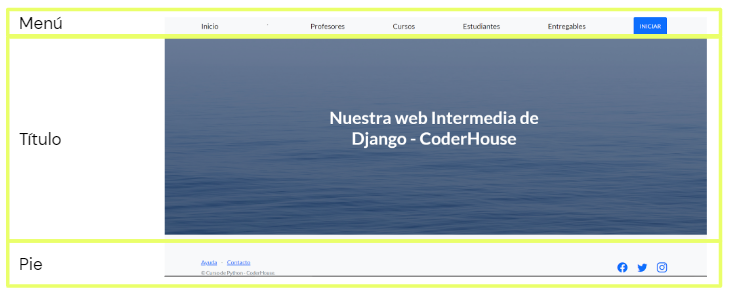 Menú
Inicio Profesores Cursos Estudiantes Entregables INICIAR
Título
Nuestra web Intermedia de
Django - CoderHouse
Pie
Ayuda · Contacto
© Curso de Python - CoderHouse